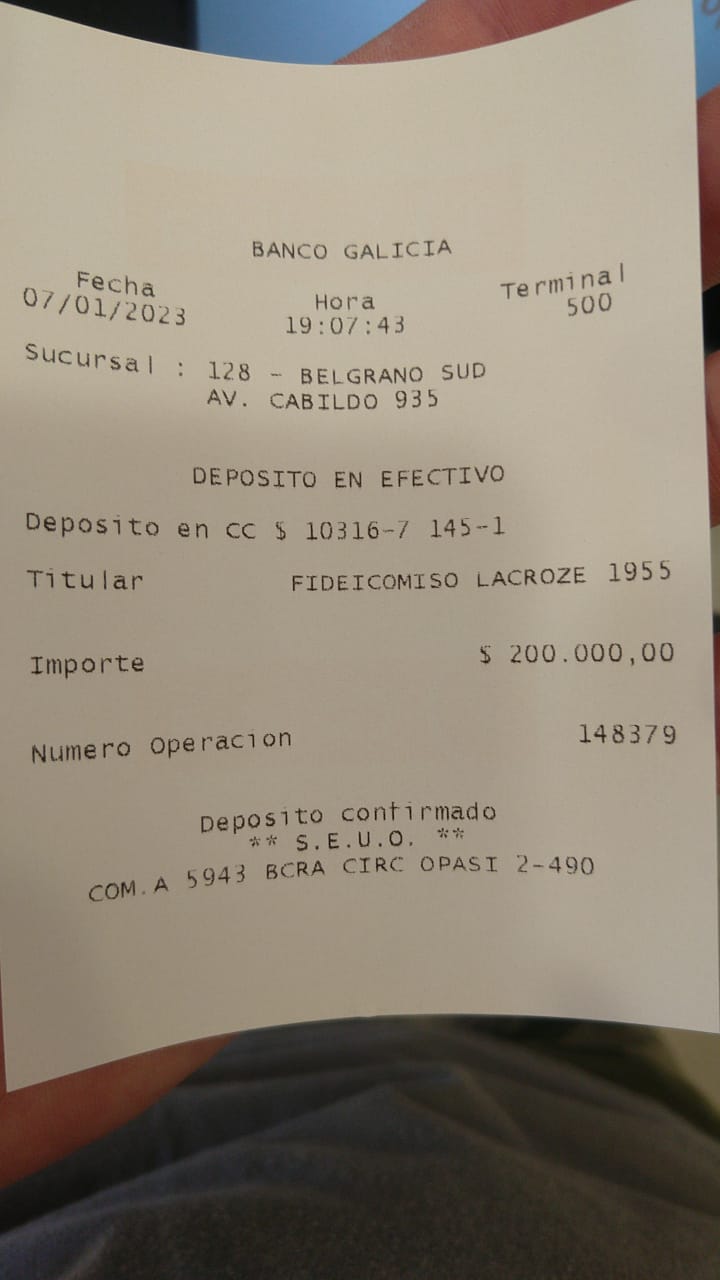 BANCO GALICIA
Fecha Hora Terminal
07/01/2023 19:07:43 500
Sucursal : 128 - BELGRANO SUD
AV. CABILDO 935
DEPOSITO EN EFECTIVO
Deposito en CC $ 10316-7 145-1
Titular FIDEICOMISO LACROZE 1955
Importe $ 200.000,00
Numero Operacion 148379
Deposito confirmado
** S.E.U.O. **
COM.A 5943 BCRA CIRC OPASI 2-490